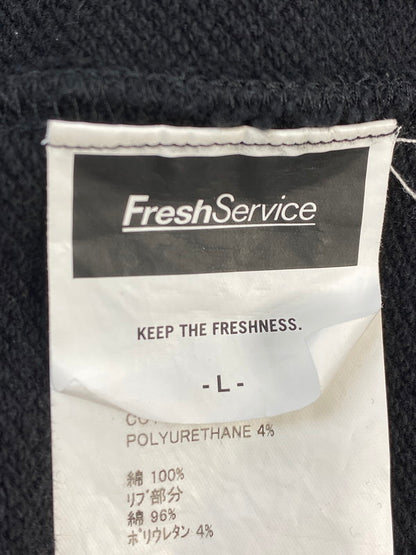 FreshService
KEEP THE FRESHNESS.
- L -
POLYURETHANE 4%
綿 100%
リブ部分
綿 96%
ポリウレタン 4%